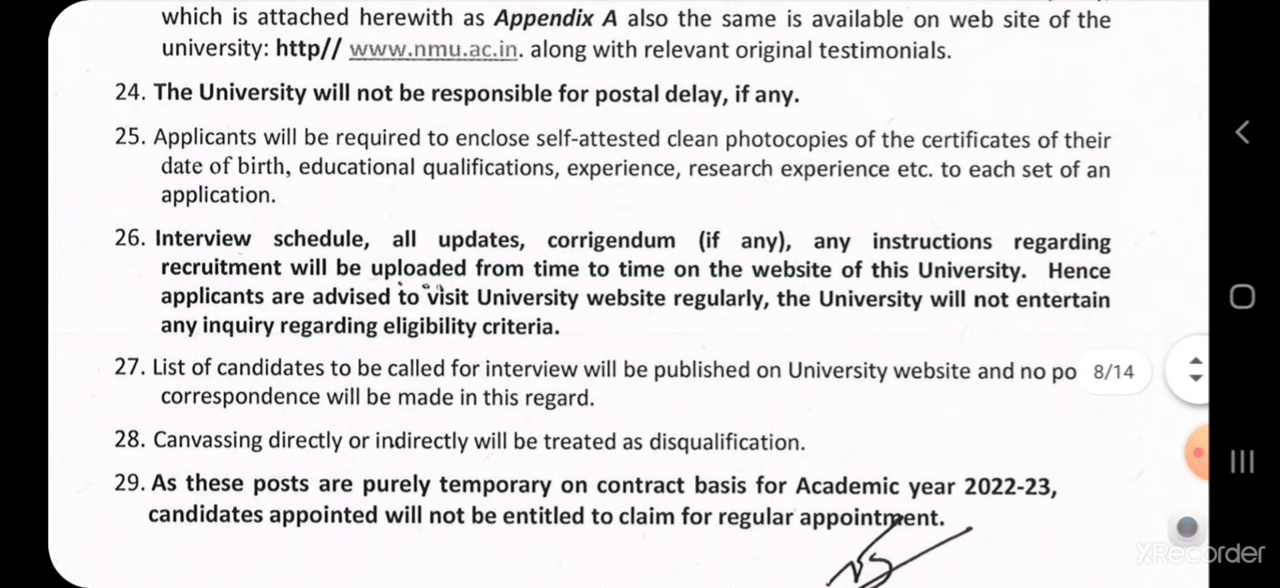 which is attached herewith as Appendix A also the same is available on web site of the
university: http// www.nmu.ac.in. along with relevant original testimonials.
24. The University will not be responsible for postal delay, if any.
25. Applicants will be required to enclose self-attested clean photocopies of the certificates of their
date of birth, educational qualifications, experience, research experience etc. to each set of an
application.
26. Interview schedule, all updates, corrigendum (if any), any instructions regarding
recruitment will be uploaded from time to time on the website of this University. Hence
applicants are advised to visit University website regularly, the University will not entertain
any inquiry regarding eligibility criteria.
27. List of candidates to be called for interview will be published on University website and no po
8/14
correspondence will be made in this regard.
28. Canvassing directly or indirectly will be treated as disqualification.
29. As these posts are purely temporary on contract basis for Academic year 2022-23,
candidates appointed will not be entitled to claim for regular appointment.
XRecorder